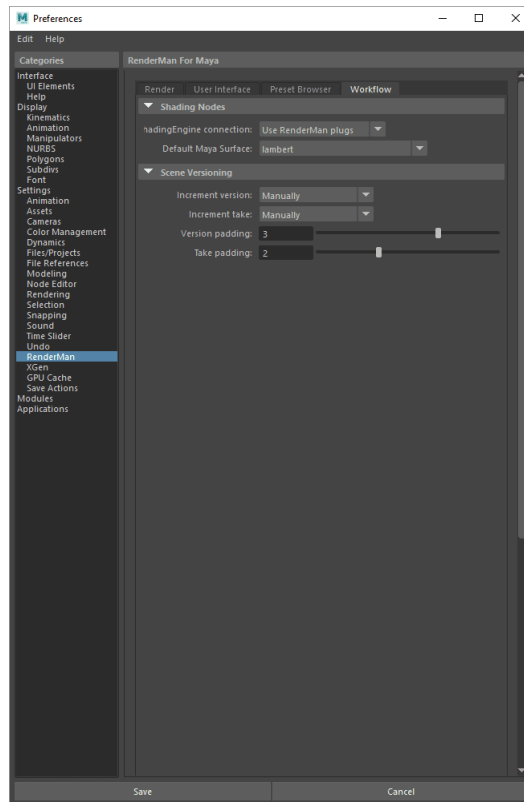 Preferences
Edit Help
Categories
Interface
UI Elements
Help
Display
Kinematics
Animation
Manipulators
NURBS
Polygons
Subdivs
Font
Settings
Animation
Assets
Cameras
Color Management
Dynamics
Files/Projects
File References
Modeling
Node Editor
Rendering
Selection
Snapping
Sound
Time Slider
Undo
RenderMan
XGen
GPU Cache
Save Actions
Modules
Applications
RenderMan For Maya
Render User Interface Preset Browser Workflow
Shading Nodes
hadingEngine connection: Use RenderMan plugs
Default Maya Surface: lambert
Scene Versioning
Increment version: Manually
Increment take: Manually
Version padding: 3
Take padding: 2
Save Cancel